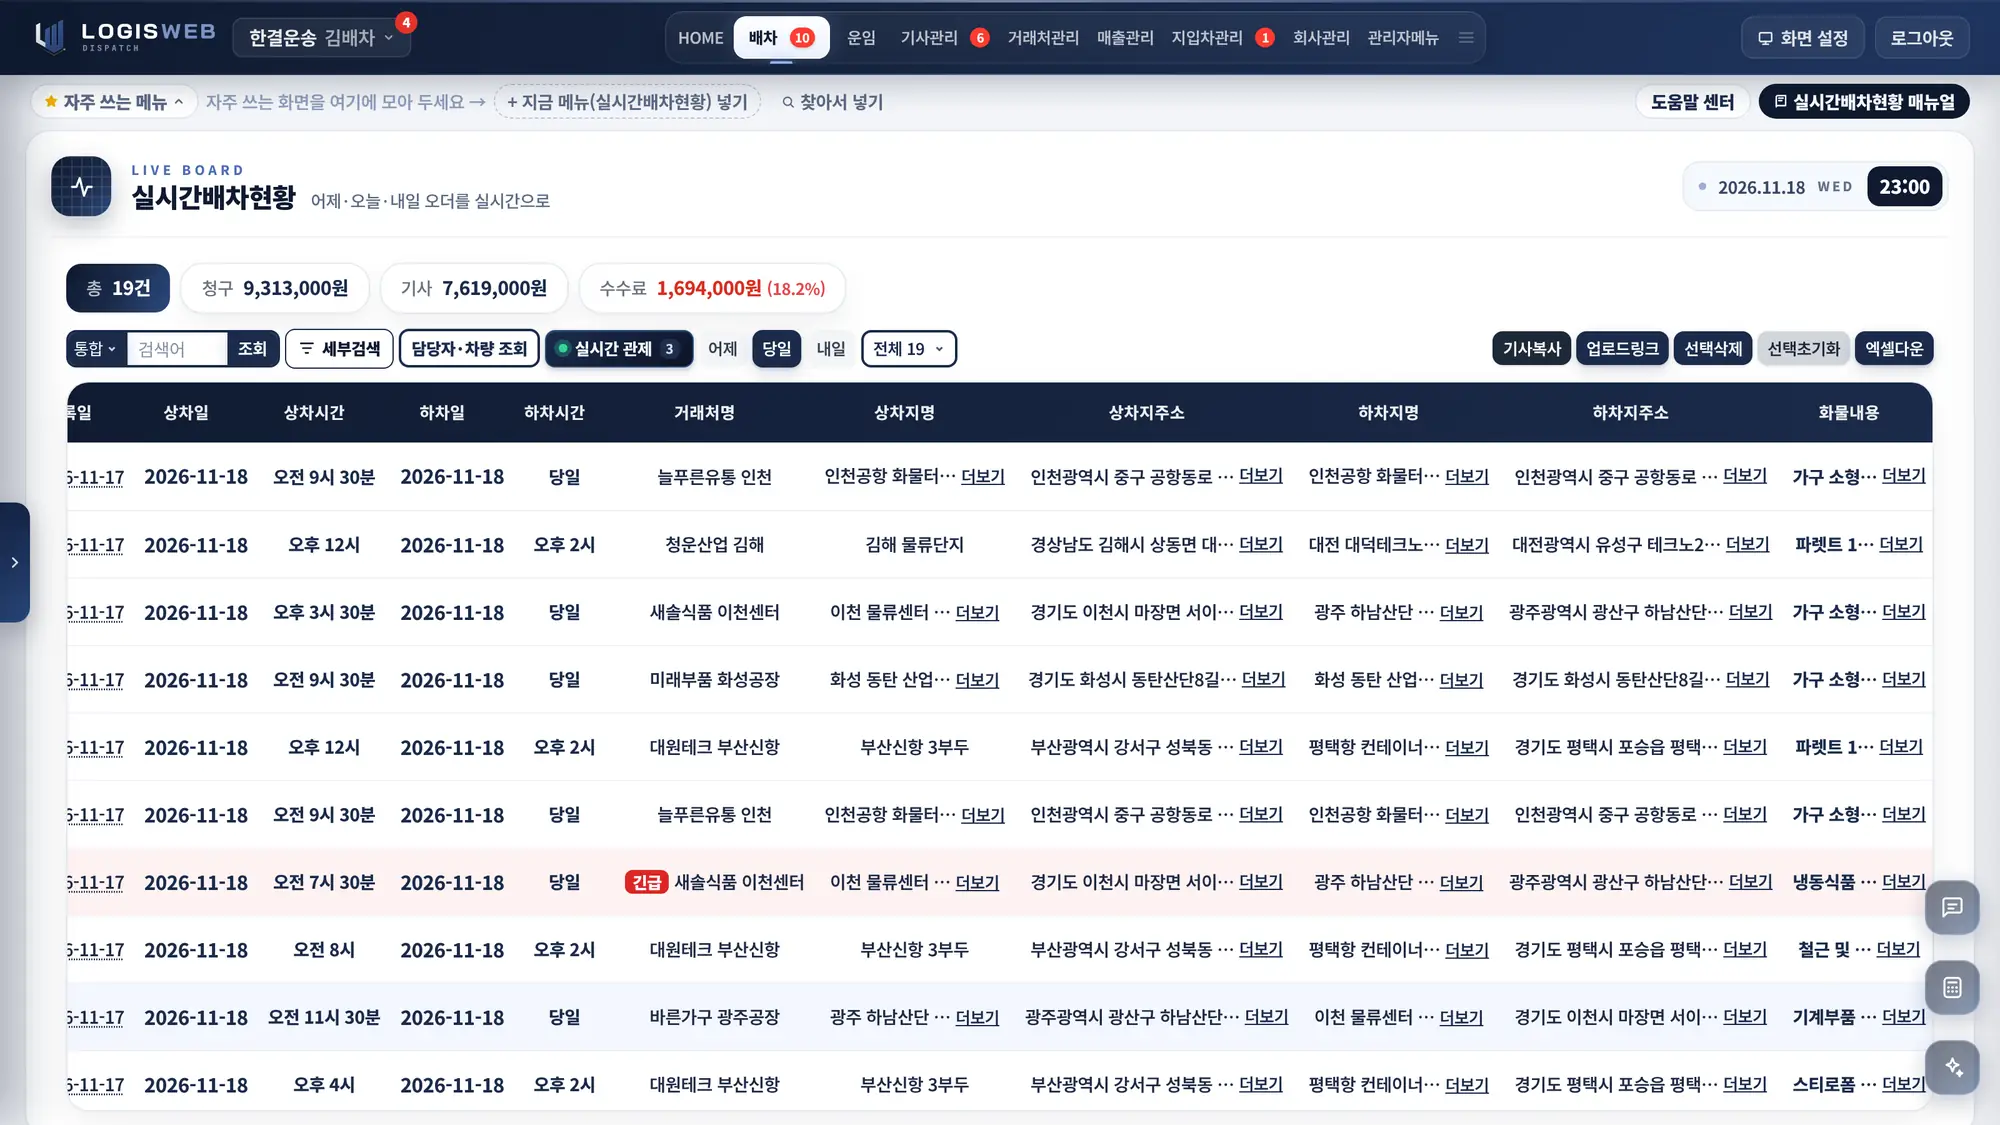 LOGISWEB
DISPATCH
한결운송 김배차
4
HOME
배차 10
운임
기사관리 6
거래처관리
매출관리
지입차관리 1
회사관리
관리자메뉴
화면 설정
로그아웃
자주 쓰는 메뉴
자주 쓰는 화면을 여기에 모아 두세요 →
+ 지금 메뉴(실시간배차현황) 넣기
찾아서 넣기
도움말 센터
실시간배차현황 매뉴얼
LIVE BOARD
실시간배차현황 어제·오늘·내일 오더를 실시간으로
2026.11.18 WED 23:00
총 19건
청구 9,313,000원
기사 7,619,000원
수수료 1,694,000원 (18.2%)
통합 검색어 조회
세부검색
담당자·차량 조회
실시간 관제 3
어제
당일
내일
전체 19
기사복사
업로드링크
선택삭제
선택초기화
엑셀다운
록일 상차일 상차시간 하차일 하차시간 거래처명 상차지명 상차지주소 하차지명 하차지주소 화물내용
6-11-17 2026-11-18 오전 9시 30분 2026-11-18 당일 늘푸른유통 인천 인천공항 화물터… 더보기 인천광역시 중구 공항동로 … 더보기 인천공항 화물터… 더보기 인천광역시 중구 공항동로 … 더보기 가구 소형… 더보기
6-11-17 2026-11-18 오후 12시 2026-11-18 오후 2시 청운산업 김해 김해 물류단지 경상남도 김해시 상동면 대… 더보기 대전 대덕테크노… 더보기 대전광역시 유성구 테크노2… 더보기 파렛트 1… 더보기
6-11-17 2026-11-18 오후 3시 30분 2026-11-18 당일 새솔식품 이천센터 이천 물류센터 … 더보기 경기도 이천시 마장면 서이… 더보기 광주 하남산단 … 더보기 광주광역시 광산구 하남산단… 더보기 가구 소형… 더보기
6-11-17 2026-11-18 오전 9시 30분 2026-11-18 당일 미래부품 화성공장 화성 동탄 산업… 더보기 경기도 화성시 동탄산단8길… 더보기 화성 동탄 산업… 더보기 경기도 화성시 동탄산단8길… 더보기 가구 소형… 더보기
6-11-17 2026-11-18 오후 12시 2026-11-18 오후 2시 대원테크 부산신항 부산신항 3부두 부산광역시 강서구 성북동 … 더보기 평택항 컨테이너… 더보기 경기도 평택시 포승읍 평택… 더보기 파렛트 1… 더보기
6-11-17 2026-11-18 오전 9시 30분 2026-11-18 당일 늘푸른유통 인천 인천공항 화물터… 더보기 인천광역시 중구 공항동로 … 더보기 인천공항 화물터… 더보기 인천광역시 중구 공항동로 … 더보기 가구 소형… 더보기
6-11-17 2026-11-18 오전 7시 30분 2026-11-18 당일 긴급 새솔식품 이천센터 이천 물류센터 … 더보기 경기도 이천시 마장면 서이… 더보기 광주 하남산단 … 더보기 광주광역시 광산구 하남산단… 더보기 냉동식품 … 더보기
6-11-17 2026-11-18 오전 8시 2026-11-18 오후 2시 대원테크 부산신항 부산신항 3부두 부산광역시 강서구 성북동 … 더보기 평택항 컨테이너… 더보기 경기도 평택시 포승읍 평택… 더보기 철근 및 … 더보기
6-11-17 2026-11-18 오전 11시 30분 2026-11-18 당일 바른가구 광주공장 광주 하남산단 … 더보기 광주광역시 광산구 하남산단… 더보기 이천 물류센터 … 더보기 경기도 이천시 마장면 서이… 더보기 기계부품 … 더보기
6-11-17 2026-11-18 오후 4시 2026-11-18 오후 2시 대원테크 부산신항 부산신항 3부두 부산광역시 강서구 성북동 … 더보기 평택항 컨테이너… 더보기 경기도 평택시 포승읍 평택… 더보기 스티로폼 … 더보기